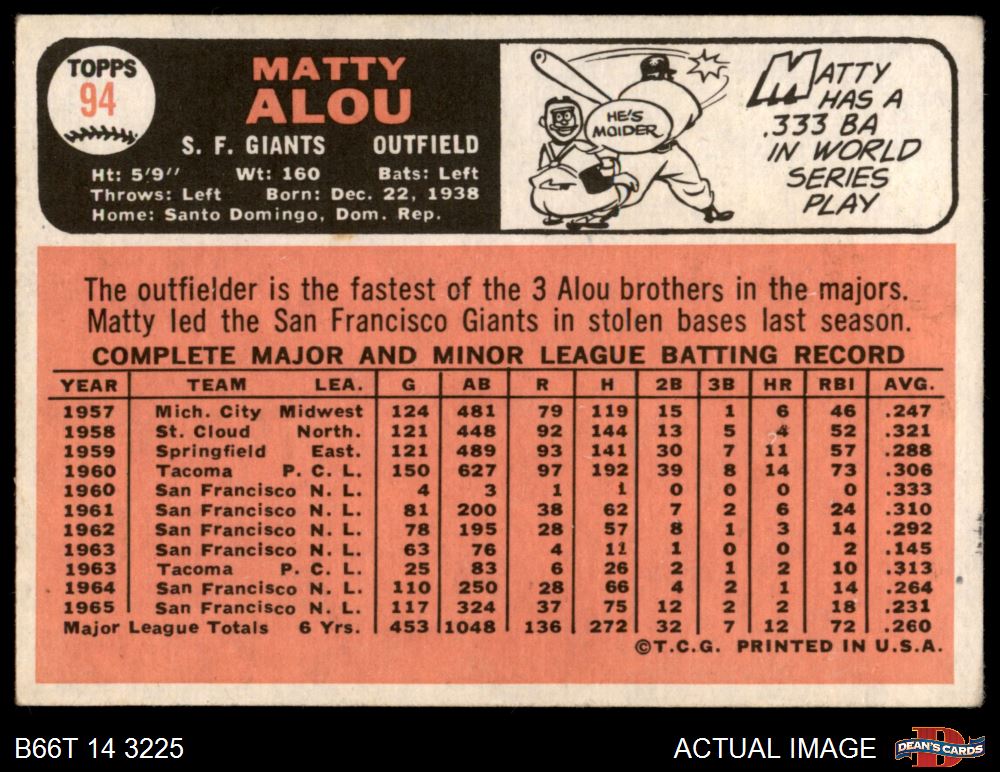 TOPPS
94
MATTY
ALOU
S. F. GIANTS OUTFIELD
Ht: 5'9'' Wt: 160 Bats: Left
Throws: Left Born: Dec. 22, 1938
Home: Santo Domingo, Dom. Rep.
HE'S
MOIDER
MATTY
HAS A
.333 BA
IN WORLD
SERIES
PLAY
The outfielder is the fastest of the 3 Alou brothers in the majors.
Matty led the San Francisco Giants in stolen bases last season.
COMPLETE MAJOR AND MINOR LEAGUE BATTING RECORD
YEAR TEAM LEA. G AB R H 2B 3B HR RBI AVG.
1957 Mich. City Midwest 124 481 79 119 15 1 6 46 .247
1958 St. Cloud North. 121 448 92 144 13 5 4 52 .321
1959 Springfield East. 121 489 93 141 30 7 11 57 .288
1960 Tacoma P. C. L. 150 627 97 192 39 8 14 73 .306
1960 San Francisco N. L. 4 3 1 1 0 0 0 0 .333
1961 San Francisco N. L. 81 200 38 62 7 2 6 24 .310
1962 San Francisco N. L. 78 195 28 57 8 1 3 14 .292
1963 San Francisco N. L. 63 76 4 11 1 0 0 2 .145
1963 Tacoma P. C. L. 25 83 6 26 2 1 2 10 .313
1964 San Francisco N. L. 110 250 28 66 4 2 1 14 .264
1965 San Francisco N. L. 117 324 37 75 12 2 2 18 .231
Major League Totals 6 Yrs. 453 1048 136 272 32 7 12 72 .260
©T.C.G. PRINTED IN U.S.A.
B66T 14 3225
ACTUAL IMAGE
D
DEAN'S CARDS